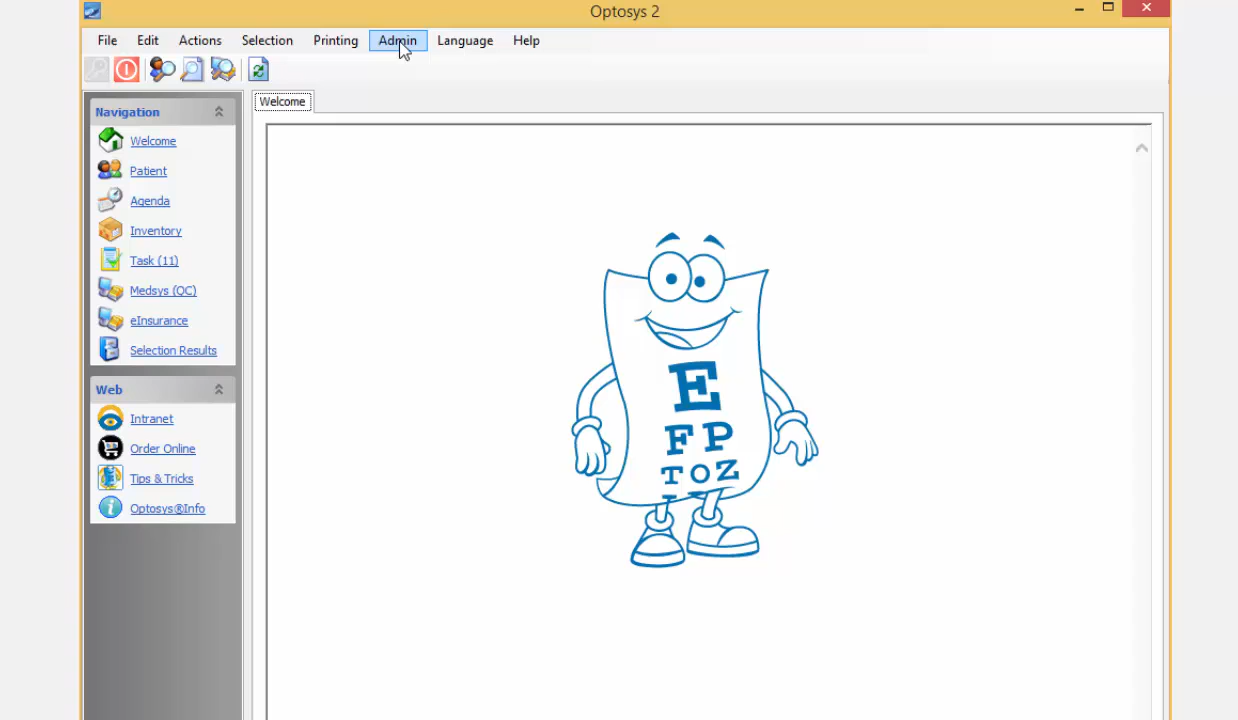 Optosys 2
File Edit Actions Selection Printing Admin Language Help
Navigation
Welcome
Patient
Agenda
Inventory
Task (11)
Medsys (QC)
eInsurance
Selection Results
Web
Intranet
Order Online
Tips & Tricks
Optosys®Info
Welcome
E
F P
T O Z